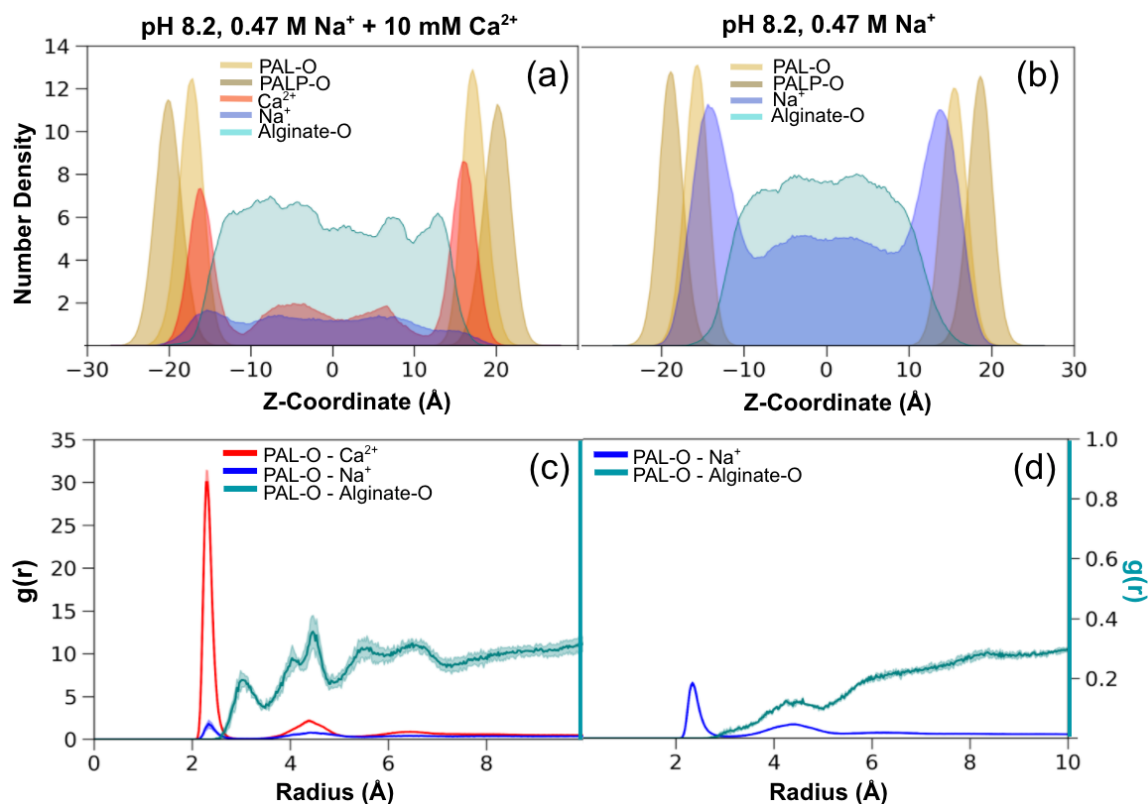 pH 8.2, 0.47 M Na⁺ + 10 mM Ca²⁺
pH 8.2, 0.47 M Na⁺
(a)
PAL-O
PALP-O
Ca²⁺
Na⁺
Alginate-O
Number Density
14
12
10
8
6
4
2
−30 −20 −10 0 10 20
Z-Coordinate (Å)
(b)
PAL-O
PALP-O
Na⁺
Alginate-O
−20 −10 0 10 20 30
Z-Coordinate (Å)
(c)
PAL-O - Ca²⁺
PAL-O - Na⁺
PAL-O - Alginate-O
g(r)
35
30
25
20
15
10
5
0
0 2 4 6 8
Radius (Å)
(d)
PAL-O - Na⁺
PAL-O - Alginate-O
1.0
0.8
0.6
0.4
0.2
g(r)
2 4 6 8 10
Radius (Å)